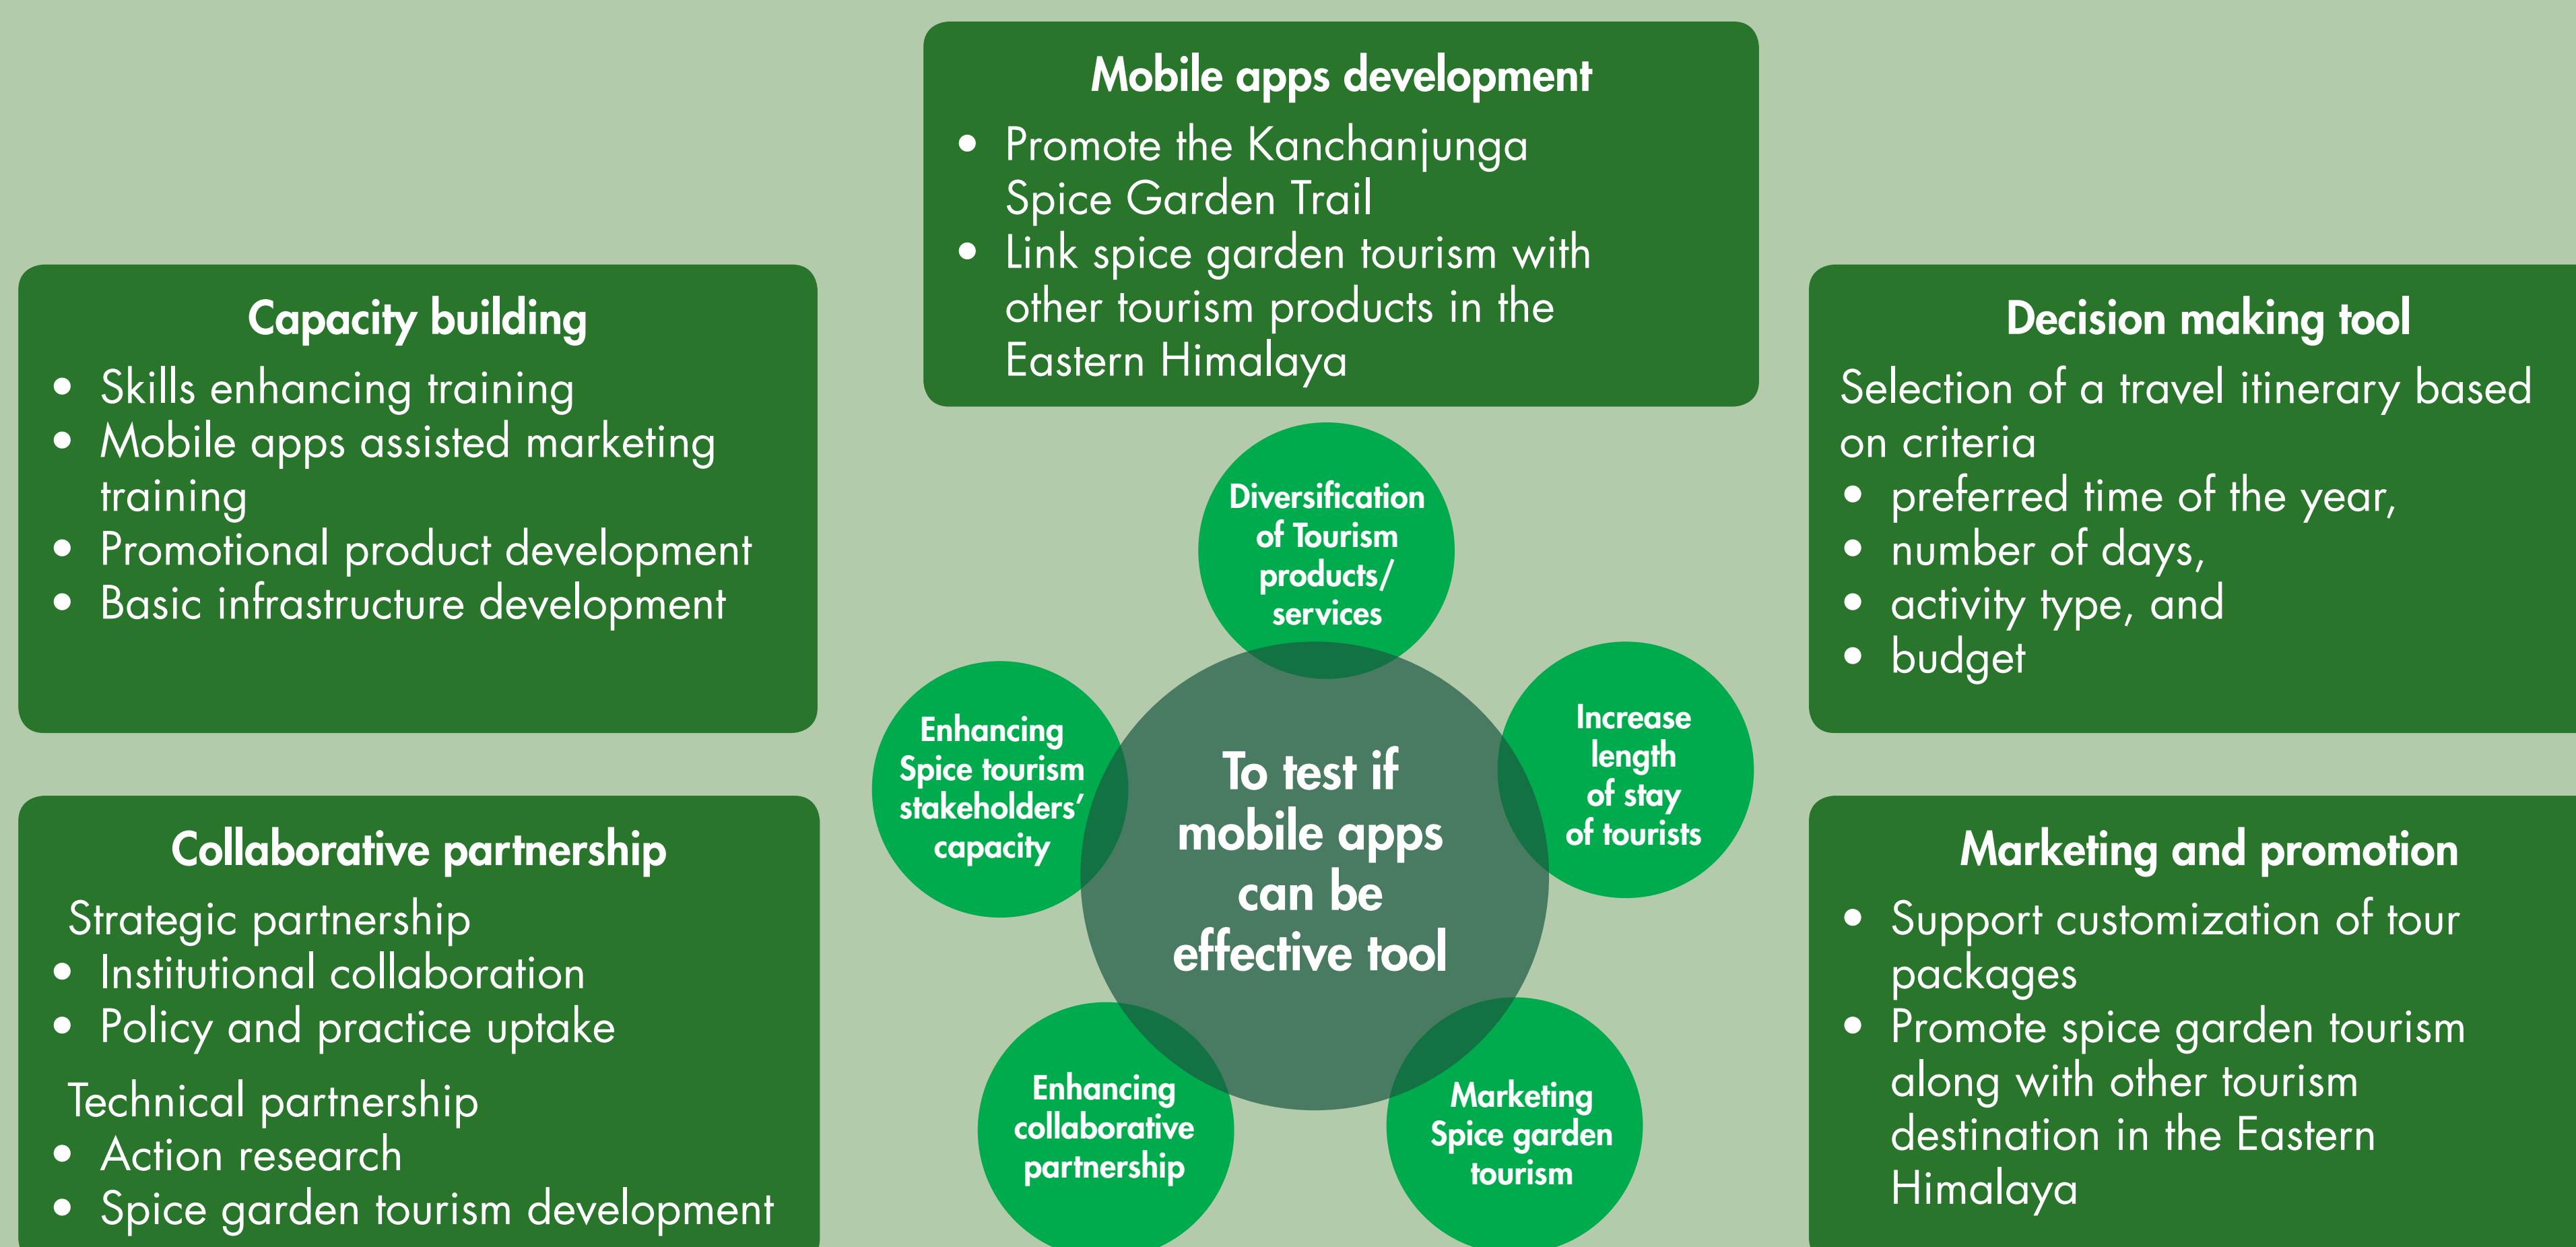 Mobile apps development
• Promote the Kanchanjunga
Spice Garden Trail
• Link spice garden tourism with
other tourism products in the
Eastern Himalaya
Capacity building
• Skills enhancing training
• Mobile apps assisted marketing
training
• Promotional product development
• Basic infrastructure development
Decision making tool
Selection of a travel itinerary based
on criteria
• preferred time of the year,
• number of days,
• activity type, and
• budget
Diversification
of Tourism
products/
services
Enhancing
Spice tourism
stakeholders’
capacity
To test if
mobile apps
can be
effective tool
Increase
length
of stay
of tourists
Enhancing
collaborative
partnership
Marketing
Spice garden
tourism
Collaborative partnership
Strategic partnership
• Institutional collaboration
• Policy and practice uptake
Technical partnership
• Action research
• Spice garden tourism development
Marketing and promotion
• Support customization of tour
packages
• Promote spice garden tourism
along with other tourism
destination in the Eastern
Himalaya